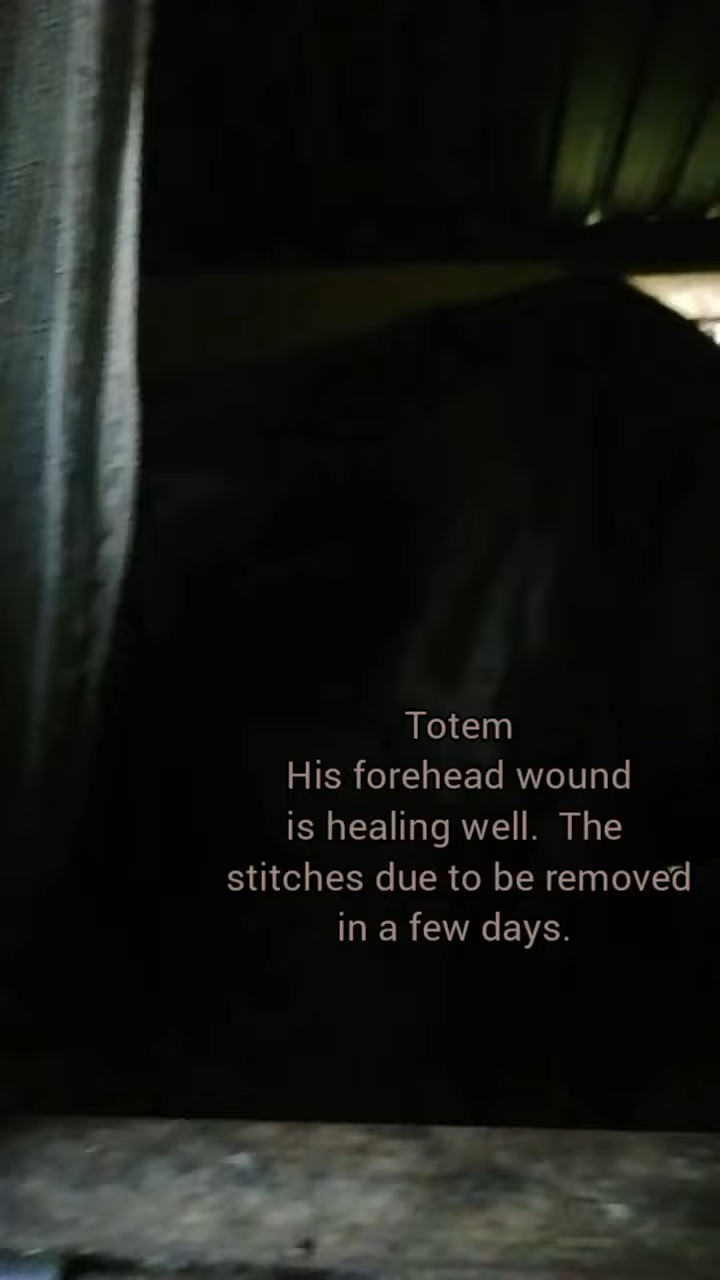 Totem
His forehead wound
is healing well.  The
stitches due to be removed
in a few days.